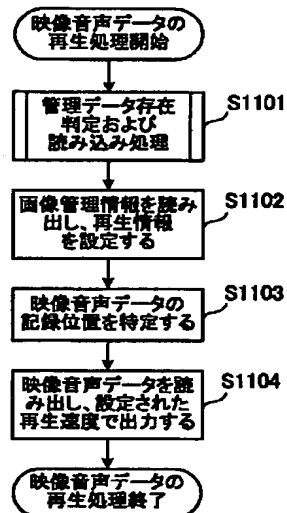 映像音声データの
再生処理開始
管理データ存在
判定および
読み込み処理
S1101
画像管理情報を読み
出し、再生情報
を設定する
S1102
映像音声データの
記録位置を特定する
S1103
映像音声データを読
み出し、設定された
再生速度で出力する
S1104
映像音声データの
再生処理終了